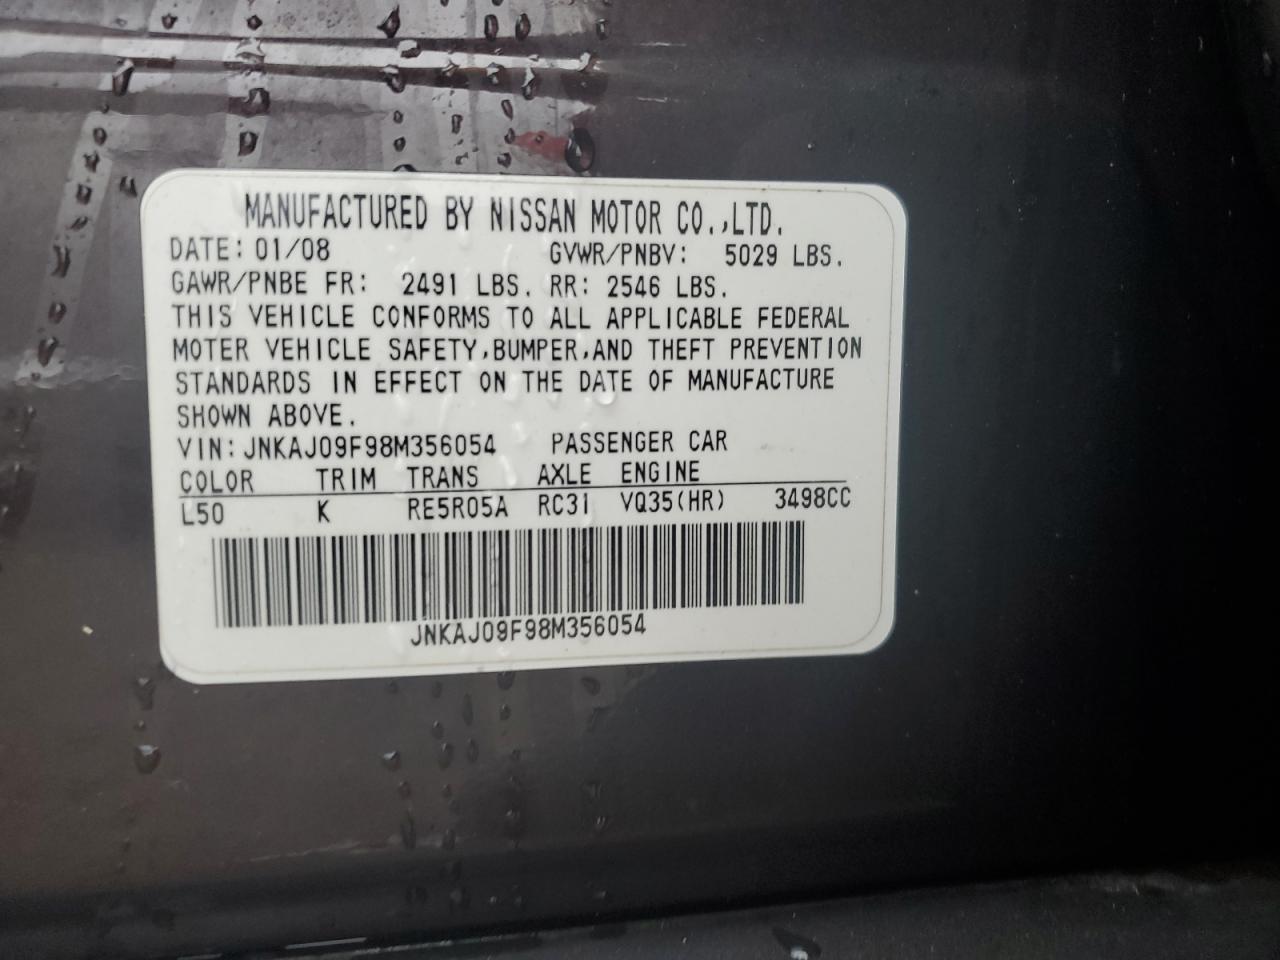 MANUFACTURED BY NISSAN MOTOR CO.,LTD.
DATE: 01/08 GVWR/PNBV: 5029 LBS.
GAWR/PNBE FR: 2491 LBS. RR: 2546 LBS.
THIS VEHICLE CONFORMS TO ALL APPLICABLE FEDERAL
MOTER VEHICLE SAFETY,BUMPER,AND THEFT PREVENTION
STANDARDS IN EFFECT ON THE DATE OF MANUFACTURE
SHOWN ABOVE.
VIN:JNKAJ09F98M356054 PASSENGER CAR
COLOR TRIM TRANS AXLE ENGINE
L50 K RE5R05A RC31 VQ35(HR) 3498CC
JNKAJ09F98M356054